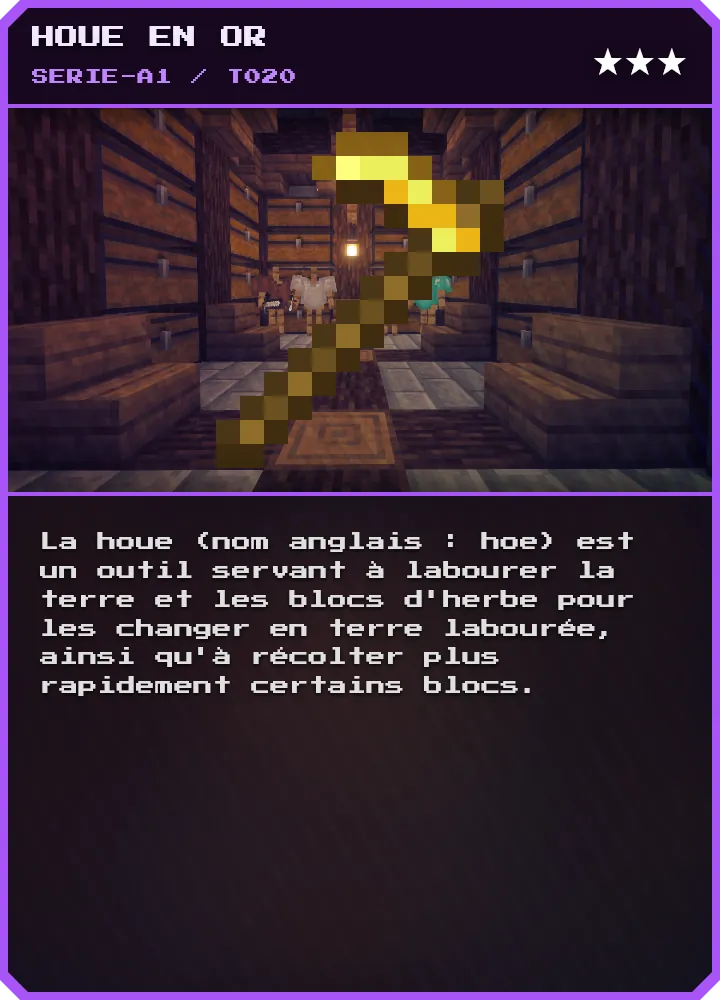 HOUE EN OR
SERIE-A1 / T020
★★★
La houe (nom anglais : hoe) est
un outil servant à labourer la
terre et les blocs d'herbe pour
les changer en terre labourée,
ainsi qu'à récolter plus
rapidement certains blocs.